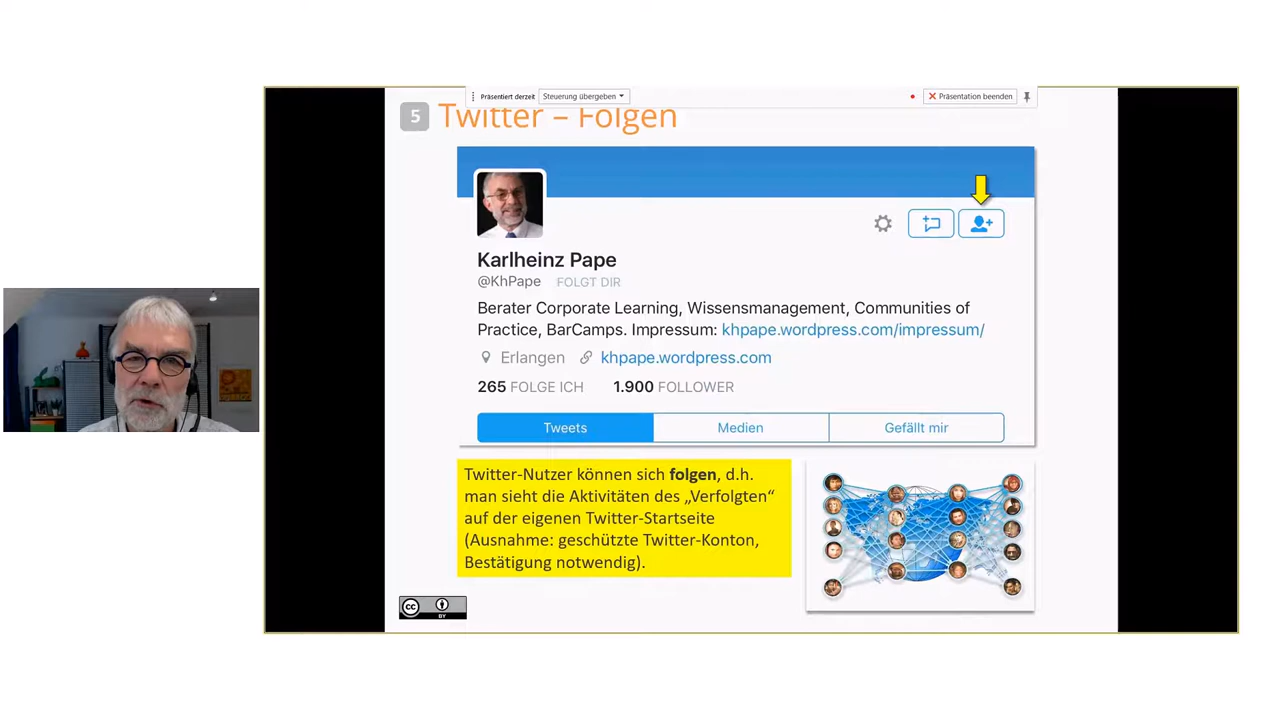 Präsentiert derzeit Steuerung übergeben Präsentation beenden
5 Twitter – Folgen
Karlheinz Pape
@KhPape FOLGT DIR
Berater Corporate Learning, Wissensmanagement, Communities of
Practice, BarCamps. Impressum: khpape.wordpress.com/impressum/
Erlangen khpape.wordpress.com
265 FOLGE ICH 1.900 FOLLOWER
Tweets Medien Gefällt mir
Twitter-Nutzer können sich folgen, d.h.
man sieht die Aktivitäten des „Verfolgten“
auf der eigenen Twitter-Startseite
(Ausnahme: geschützte Twitter-Konton,
Bestätigung notwendig).
cc
BY